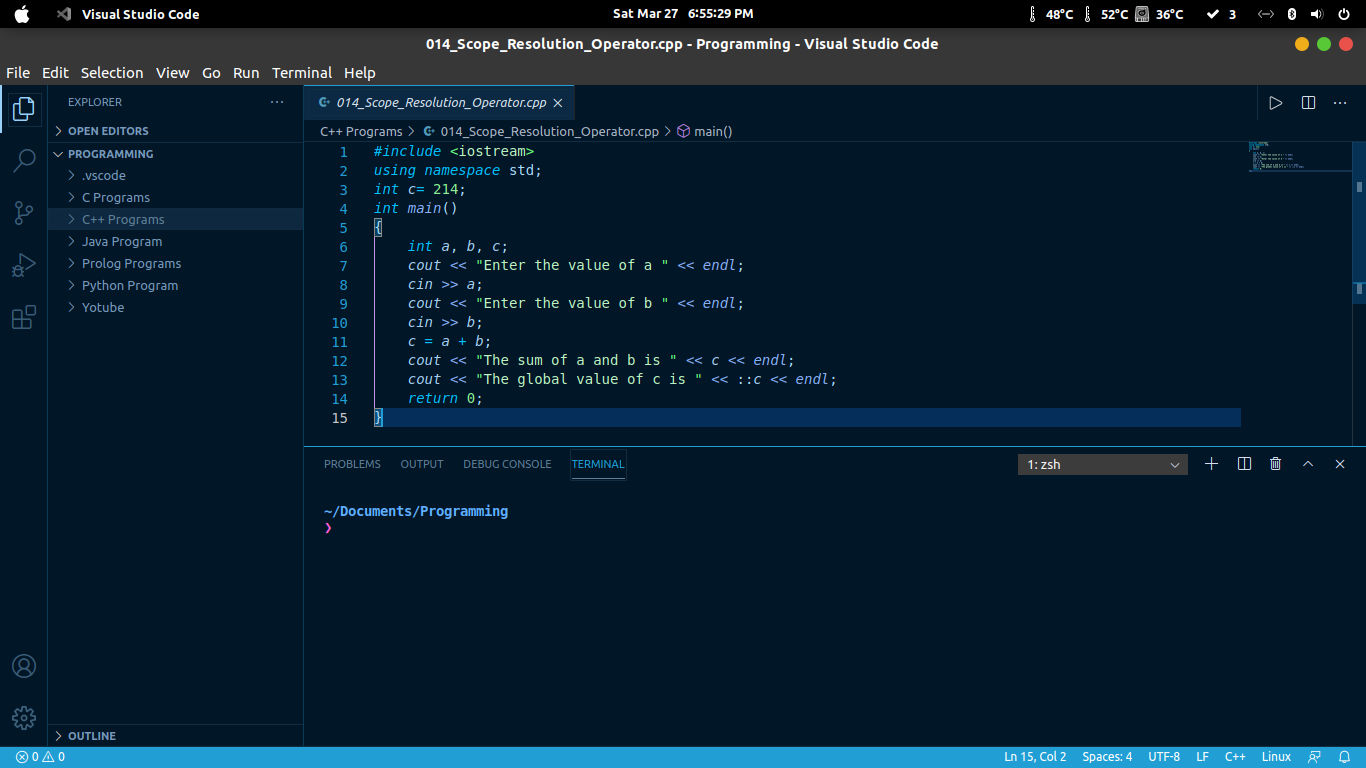 Visual Studio Code
Sat Mar 27 6:55:29 PM
48°C 52°C 36°C 3
014_Scope_Resolution_Operator.cpp - Programming - Visual Studio Code
File Edit Selection View Go Run Terminal Help
EXPLORER
OPEN EDITORS
PROGRAMMING
.vscode
C Programs
C++ Programs
Java Program
Prolog Programs
Python Program
Yotube
OUTLINE
014_Scope_Resolution_Operator.cpp
C++ Programs > 014_Scope_Resolution_Operator.cpp > main()
1 #include <iostream>
2 using namespace std;
3 int c= 214;
4 int main()
5 {
6     int a, b, c;
7     cout << "Enter the value of a " << endl;
8     cin >> a;
9     cout << "Enter the value of b " << endl;
10     cin >> b;
11     c = a + b;
12     cout << "The sum of a and b is " << c << endl;
13     cout << "The global value of c is " << ::c << endl;
14     return 0;
15 }
PROBLEMS OUTPUT DEBUG CONSOLE TERMINAL 1: zsh
~/Documents/Programming
❯
0 0 Ln 15, Col 2 Spaces: 4 UTF-8 LF C++ Linux